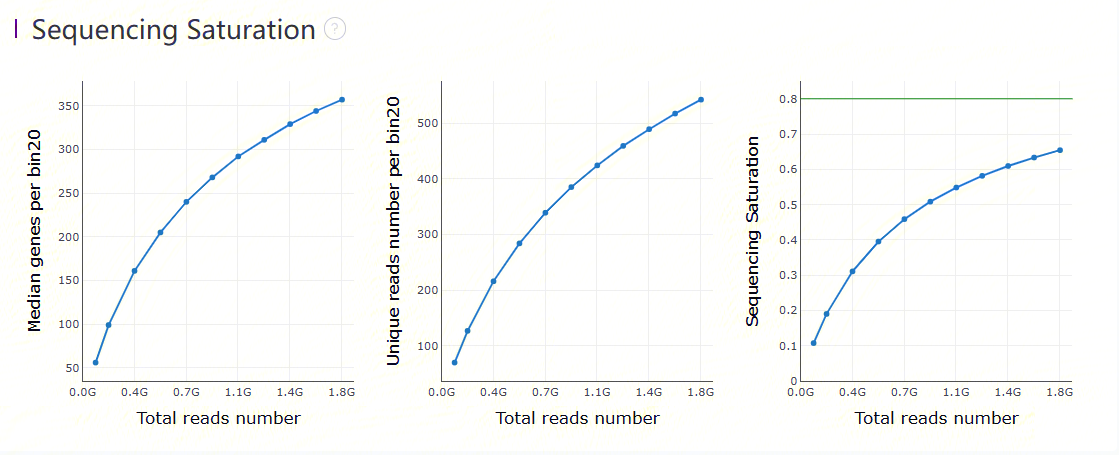 Sequencing Saturation ?
Median genes per bin20
350
300
250
200
150
100
50
0.0G 0.4G 0.7G 1.1G 1.4G 1.8G
Total reads number
Unique reads number per bin20
500
400
300
200
100
0.0G 0.4G 0.7G 1.1G 1.4G 1.8G
Total reads number
Sequencing Saturation
0.8
0.7
0.6
0.5
0.4
0.3
0.2
0.1
0
0.0G 0.4G 0.7G 1.1G 1.4G 1.8G
Total reads number